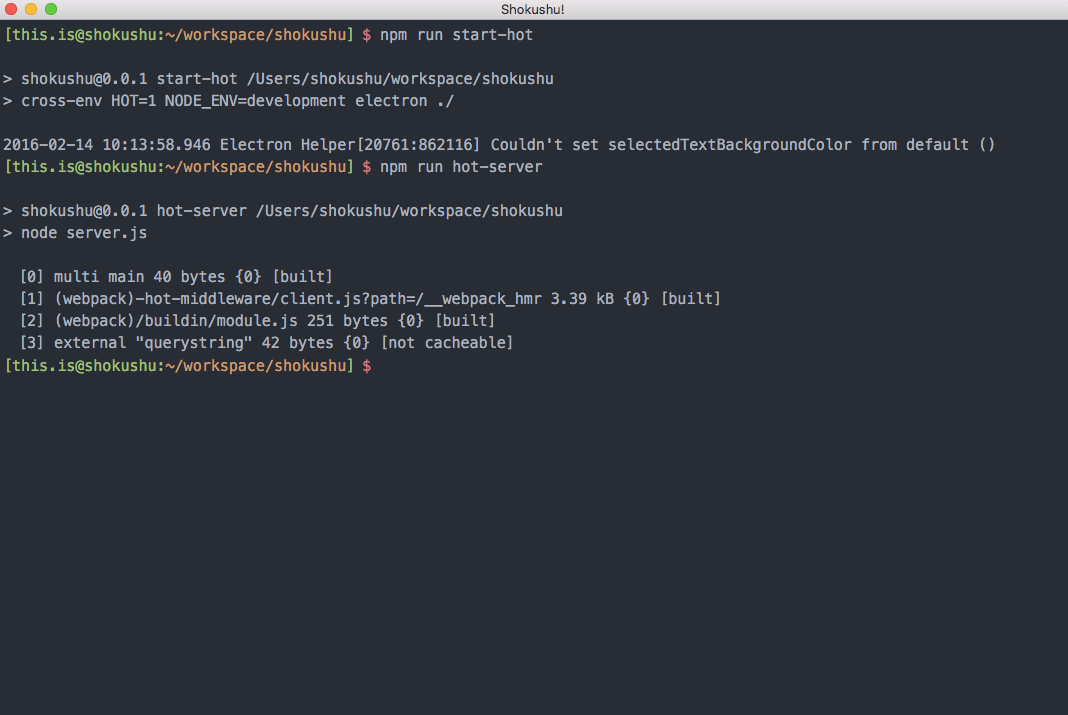 Shokushu!
[this.is@shokushu:~/workspace/shokushu] $ npm run start-hot
> shokushu@0.0.1 start-hot /Users/shokushu/workspace/shokushu
> cross-env HOT=1 NODE_ENV=development electron ./
2016-02-14 10:13:58.946 Electron Helper[20761:862116] Couldn't set selectedTextBackgroundColor from default ()
[this.is@shokushu:~/workspace/shokushu] $ npm run hot-server
> shokushu@0.0.1 hot-server /Users/shokushu/workspace/shokushu
> node server.js
[0] multi main 40 bytes {0} [built]
[1] (webpack)-hot-middleware/client.js?path=/__webpack_hmr 3.39 kB {0} [built]
[2] (webpack)/buildin/module.js 251 bytes {0} [built]
[3] external "querystring" 42 bytes {0} [not cacheable]
[this.is@shokushu:~/workspace/shokushu] $